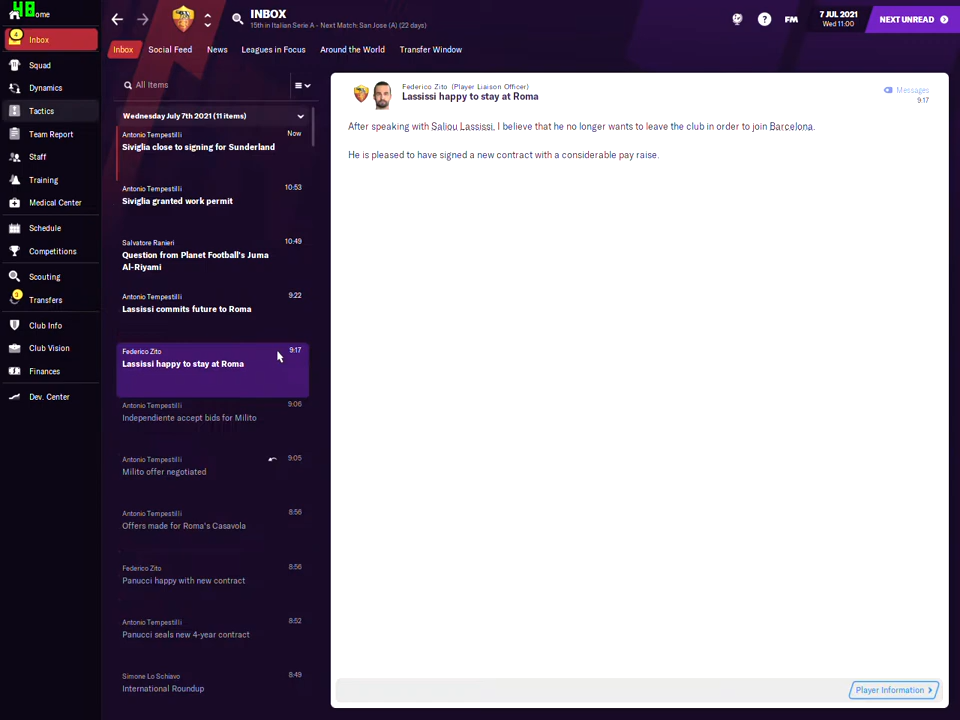 48
ome
INBOX
15th in Italian Serie A - Next Match: San Jose (A) (22 days)
FM
7 JUL 2021
Wed 11:00
NEXT UNREAD
Inbox
Social Feed
News
Leagues in Focus
Around the World
Transfer Window
4
Inbox
Squad
Dynamics
Tactics
Team Report
Staff
Training
Medical Center
Schedule
Competitions
Scouting
3
Transfers
Club Info
Club Vision
Finances
Dev. Center
All Items
Wednesday July 7th 2021 (11 items)
Antonio Tempestilli
Now
Siviglia close to signing for Sunderland
Antonio Tempestilli
10:53
Siviglia granted work permit
Salvatore Ranieri
10:49
Question from Planet Football's Juma
Al-Riyami
Antonio Tempestilli
9:22
Lassissi commits future to Roma
Federico Zito
9:17
Lassissi happy to stay at Roma
Antonio Tempestilli
9:06
Independiente accept bids for Milito
Antonio Tempestilli
9:05
Milito offer negotiated
Antonio Tempestilli
8:56
Offers made for Roma's Casavola
Federico Zito
8:56
Panucci happy with new contract
Antonio Tempestilli
8:52
Panucci seals new 4-year contract
Simone Lo Schiavo
8:49
International Roundup
Federico Zito (Player Liaison Officer)
Lassissi happy to stay at Roma
Messages
9:17
After speaking with Saliou Lassissi, I believe that he no longer wants to leave the club in order to join Barcelona.
He is pleased to have signed a new contract with a considerable pay raise.
Player Information